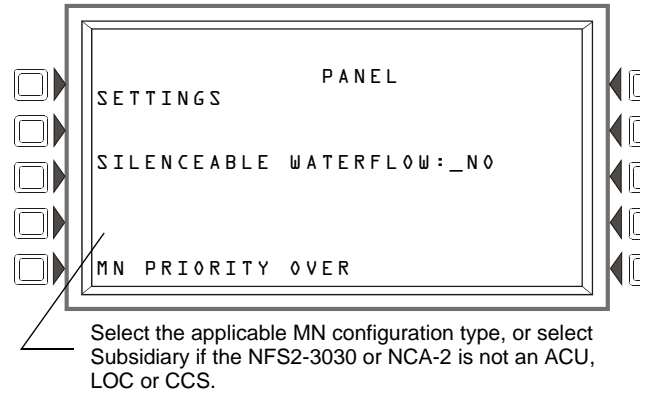 PANEL
SETTINGS
SILENCEABLE WATERFLOW:_NO
MN PRIORITY OVER
Select the applicable MN configuration type, or select
Subsidiary if the NFS2-3030 or NCA-2 is not an ACU,
LOC or CCS.